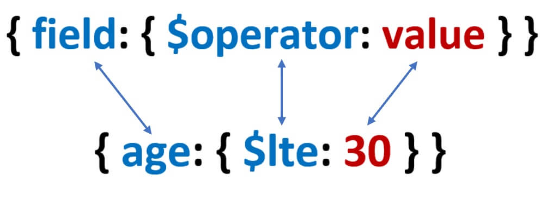 { field: { $operator: value } }
{ age: { $lte: 30 } }